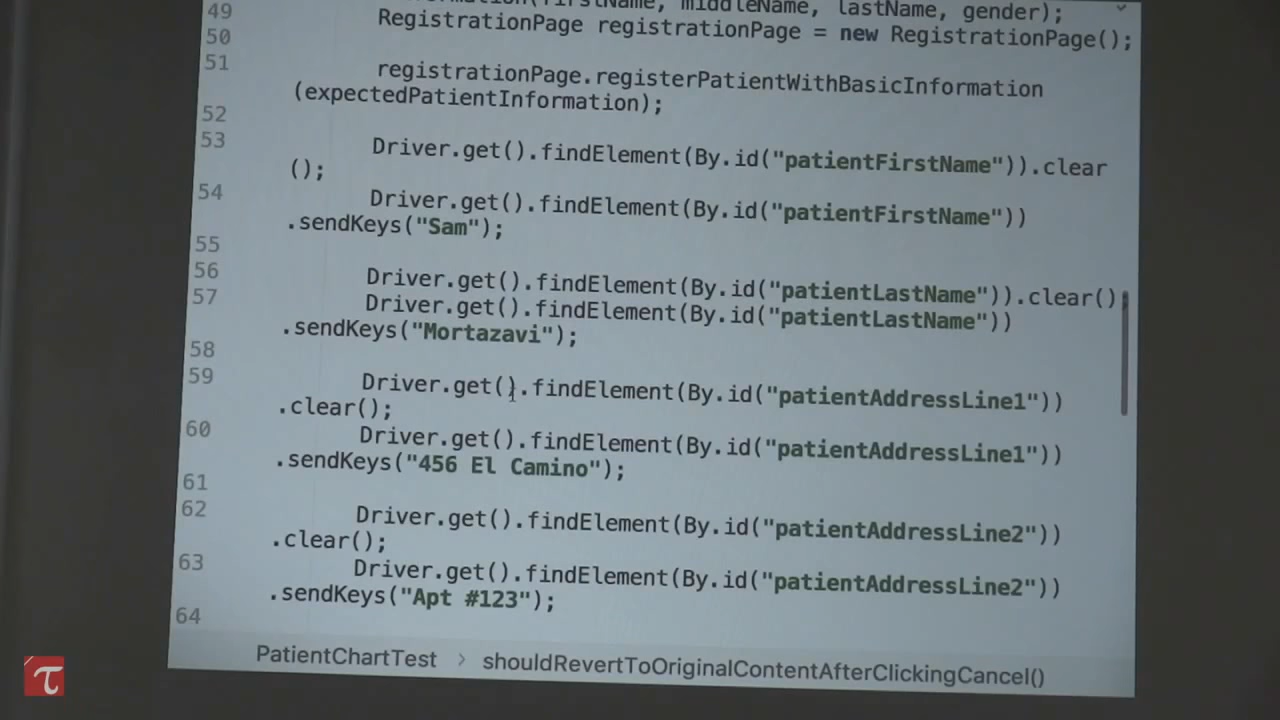 49
middleName, lastName, gender);
50 RegistrationPage registrationPage = new RegistrationPage();
51 registrationPage.registerPatientWithBasicInformation
(expectedPatientInformation);
52
53 Driver.get().findElement(By.id("patientFirstName")).clear
();
54 Driver.get().findElement(By.id("patientFirstName"))
.sendKeys("Sam");
55
56 Driver.get().findElement(By.id("patientLastName")).clear();
57 Driver.get().findElement(By.id("patientLastName"))
.sendKeys("Mortazavi");
58
59 Driver.get().findElement(By.id("patientAddressLine1"))
.clear();
60 Driver.get().findElement(By.id("patientAddressLine1"))
.sendKeys("456 El Camino");
61
62 Driver.get().findElement(By.id("patientAddressLine2"))
.clear();
63 Driver.get().findElement(By.id("patientAddressLine2"))
.sendKeys("Apt #123");
64
PatientChartTest > shouldRevertToOriginalContentAfterClickingCancel()
τ